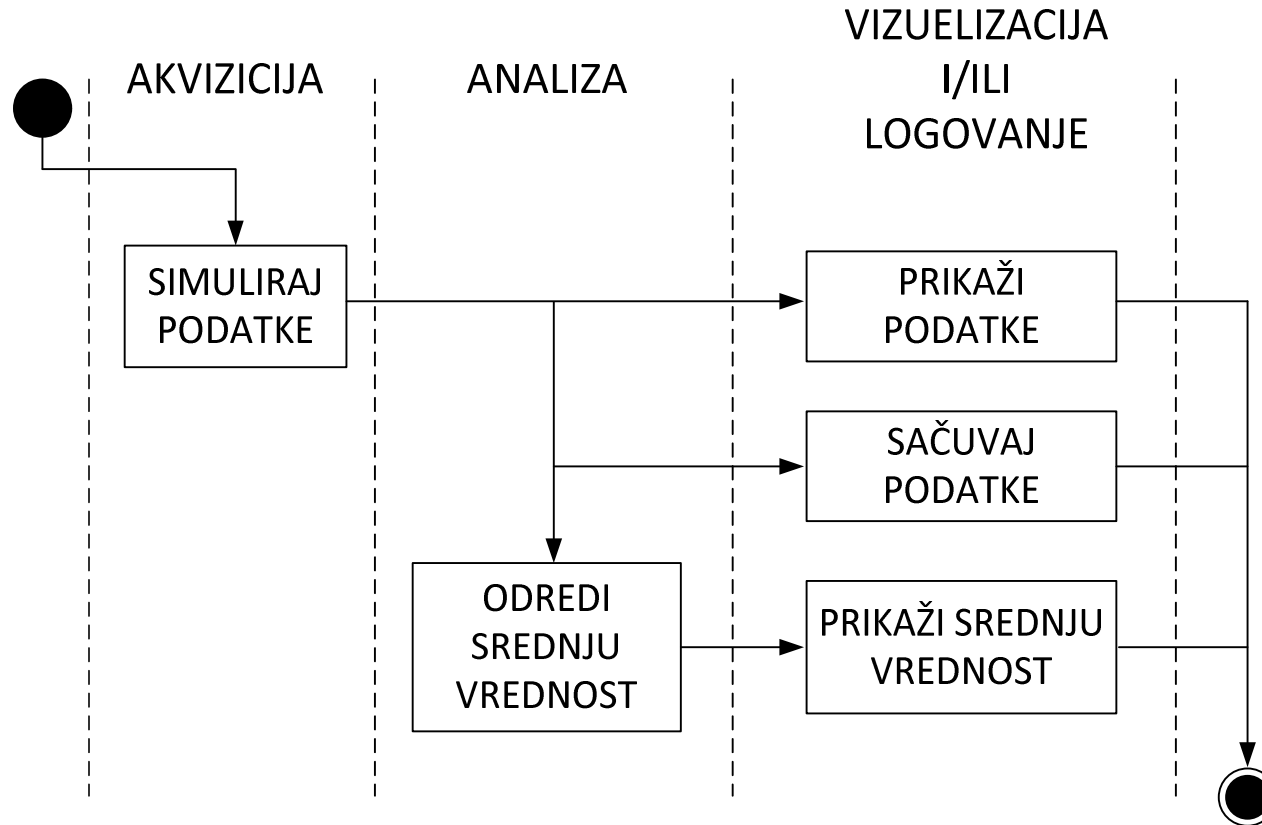 AKVIZICIJA
ANALIZA
VIZUELIZACIJA
I/ILI
LOGOVANJE
SIMULIRAJ
PODATKE
PRIKAŽI
PODATKE
SAČUVAJ
PODATKE
ODREDI
SREDNJU
VREDNOST
PRIKAŽI SREDNJU
VREDNOST